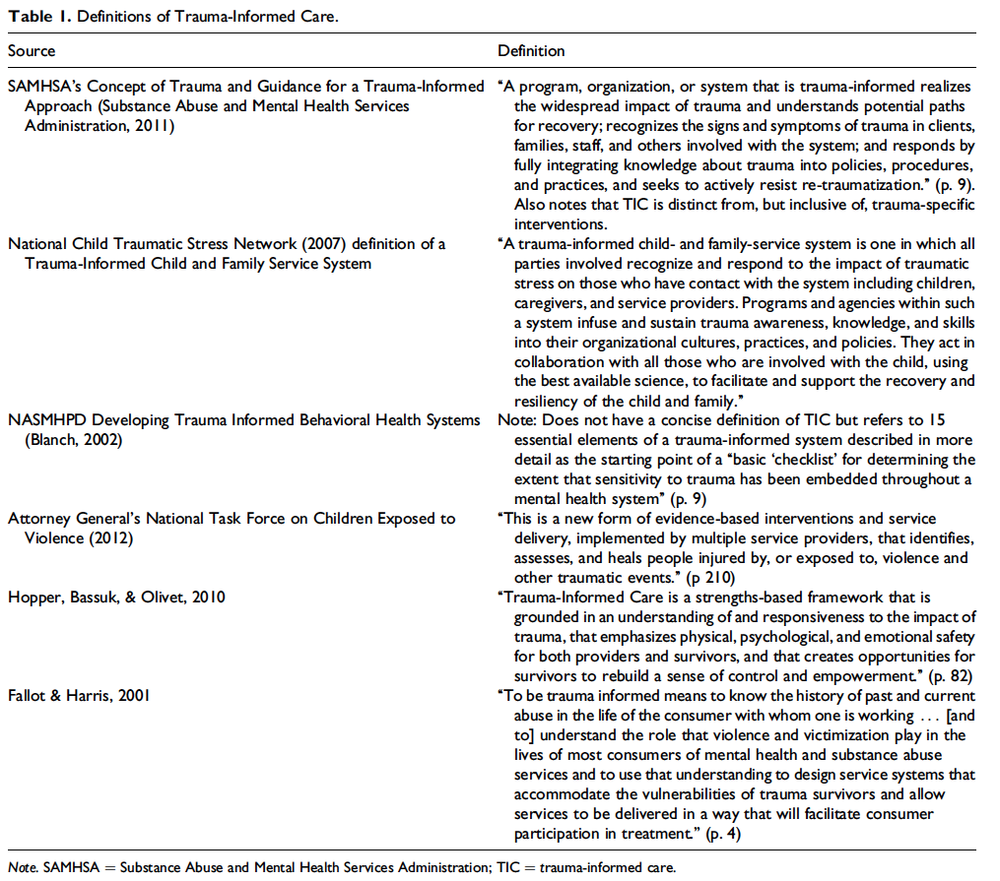 Table 1. Definitions of Trauma-Informed Care.
Source Definition
SAMHSA's Concept of Trauma and Guidance for a Trauma-Informed
Approach (Substance Abuse and Mental Health Services
Administration, 2011)
“A program, organization, or system that is trauma-informed realizes
the widespread impact of trauma and understands potential paths
for recovery; recognizes the signs and symptoms of trauma in clients,
families, staff, and others involved with the system; and responds by
fully integrating knowledge about trauma into policies, procedures,
and practices, and seeks to actively resist re-traumatization.” (p. 9).
Also notes that TIC is distinct from, but inclusive of, trauma-specific
interventions.
National Child Traumatic Stress Network (2007) definition of a
Trauma-Informed Child and Family Service System
“A trauma-informed child- and family-service system is one in which all
parties involved recognize and respond to the impact of traumatic
stress on those who have contact with the system including children,
caregivers, and service providers. Programs and agencies within such
a system infuse and sustain trauma awareness, knowledge, and skills
into their organizational cultures, practices, and policies. They act in
collaboration with all those who are involved with the child, using
the best available science, to facilitate and support the recovery and
resiliency of the child and family.”
NASMHPD Developing Trauma Informed Behavioral Health Systems
(Blanch, 2002)
Note: Does not have a concise definition of TIC but refers to 15
essential elements of a trauma-informed system described in more
detail as the starting point of a “basic ‘checklist’ for determining the
extent that sensitivity to trauma has been embedded throughout a
mental health system” (p. 9)
Attorney General's National Task Force on Children Exposed to
Violence (2012)
“This is a new form of evidence-based interventions and service
delivery, implemented by multiple service providers, that identifies,
assesses, and heals people injured by, or exposed to, violence and
other traumatic events.” (p 210)
Hopper, Bassuk, & Olivet, 2010
“Trauma-Informed Care is a strengths-based framework that is
grounded in an understanding of and responsiveness to the impact of
trauma, that emphasizes physical, psychological, and emotional safety
for both providers and survivors, and that creates opportunities for
survivors to rebuild a sense of control and empowerment.” (p. 82)
Fallot & Harris, 2001
“To be trauma informed means to know the history of past and current
abuse in the life of the consumer with whom one is working ... [and
to] understand the role that violence and victimization play in the
lives of most consumers of mental health and substance abuse
services and to use that understanding to design service systems that
accommodate the vulnerabilities of trauma survivors and allow
services to be delivered in a way that will facilitate consumer
participation in treatment.” (p. 4)
Note. SAMHSA = Substance Abuse and Mental Health Services Administration; TIC = trauma-informed care.